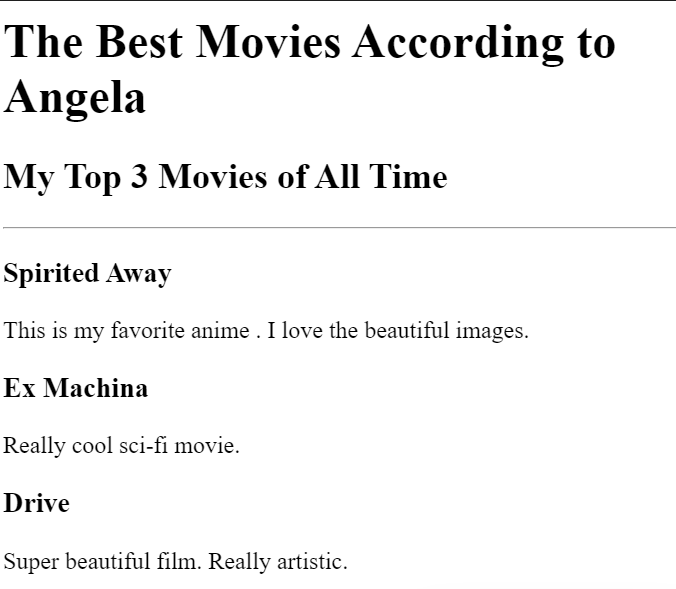 The Best Movies According to
Angela
My Top 3 Movies of All Time
Spirited Away
This is my favorite anime . I love the beautiful images.
Ex Machina
Really cool sci-fi movie.
Drive
Super beautiful film. Really artistic.